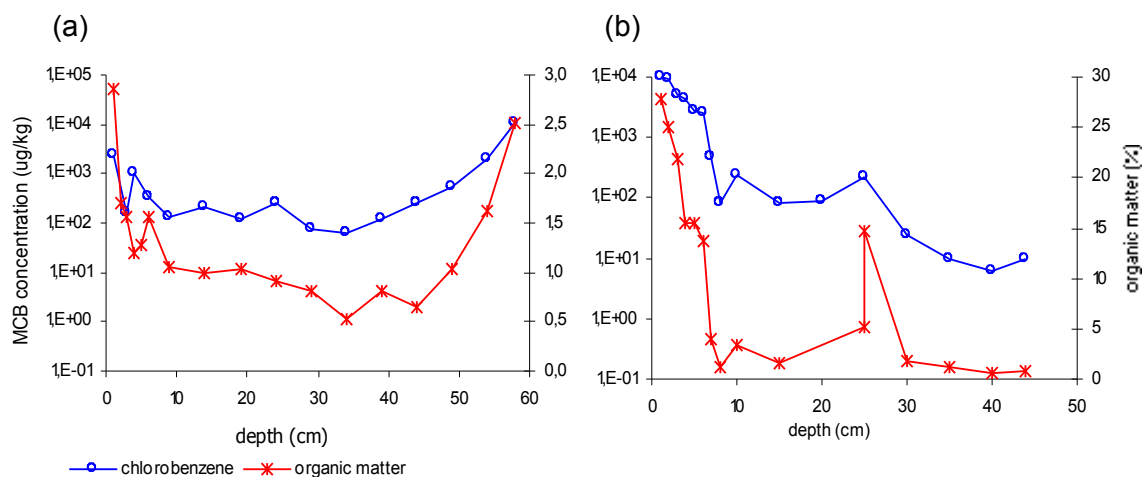 (a)
MCB concentration (ug/kg)
1,E+05
1,E+04
1,E+03
1,E+02
1,E+01
1,E+00
1,E-01
3,0
2,5
2,0
1,5
1,0
0,5
0,0
0 10 20 30 40 50 60
depth (cm)
chlorobenzene organic matter
(b)
1,E+04
1,E+03
1,E+02
1,E+01
1,E+00
1,E-01
30
25
20
15
10
5
0
organic matter [%]
0 10 20 30 40 50
depth (cm)